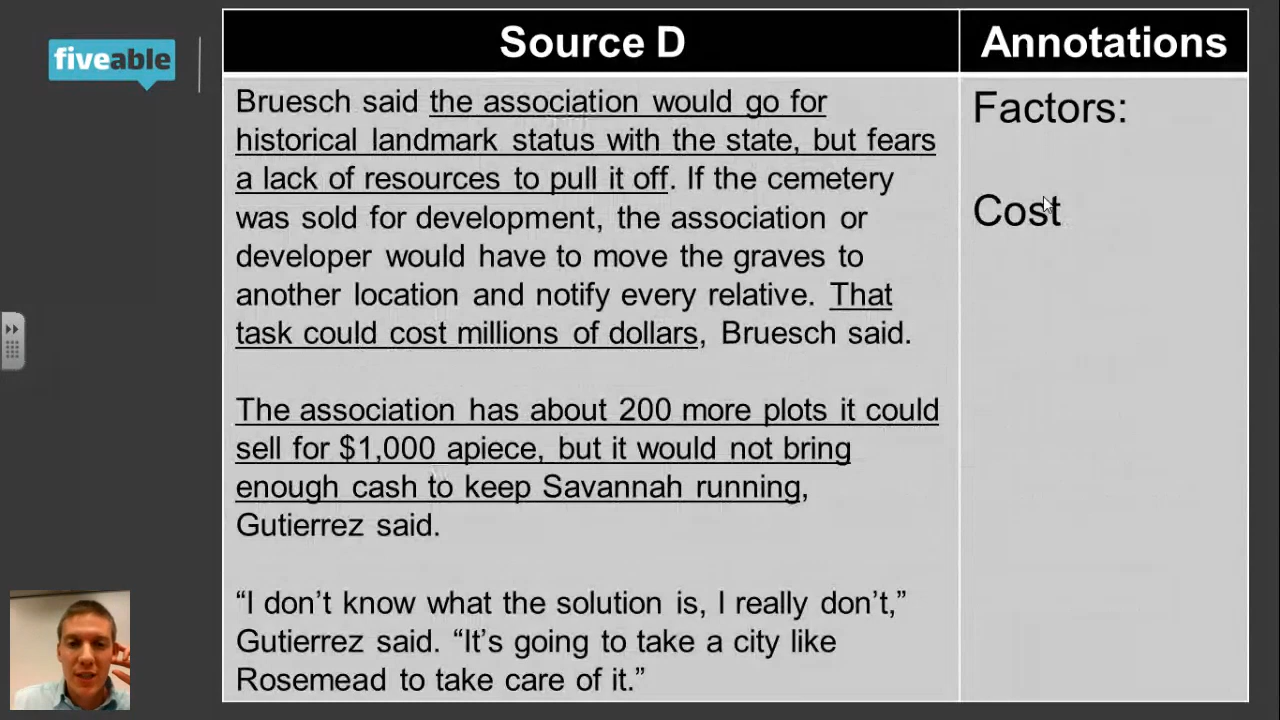 fiveable
Source D
Annotations
Bruesch said the association would go for
historical landmark status with the state, but fears
a lack of resources to pull it off. If the cemetery
was sold for development, the association or
developer would have to move the graves to
another location and notify every relative. That
task could cost millions of dollars, Bruesch said.
The association has about 200 more plots it could
sell for $1,000 apiece, but it would not bring
enough cash to keep Savannah running,
Gutierrez said.
“I don’t know what the solution is, I really don’t,”
Gutierrez said. “It’s going to take a city like
Rosemead to take care of it.”
Factors:
Cost